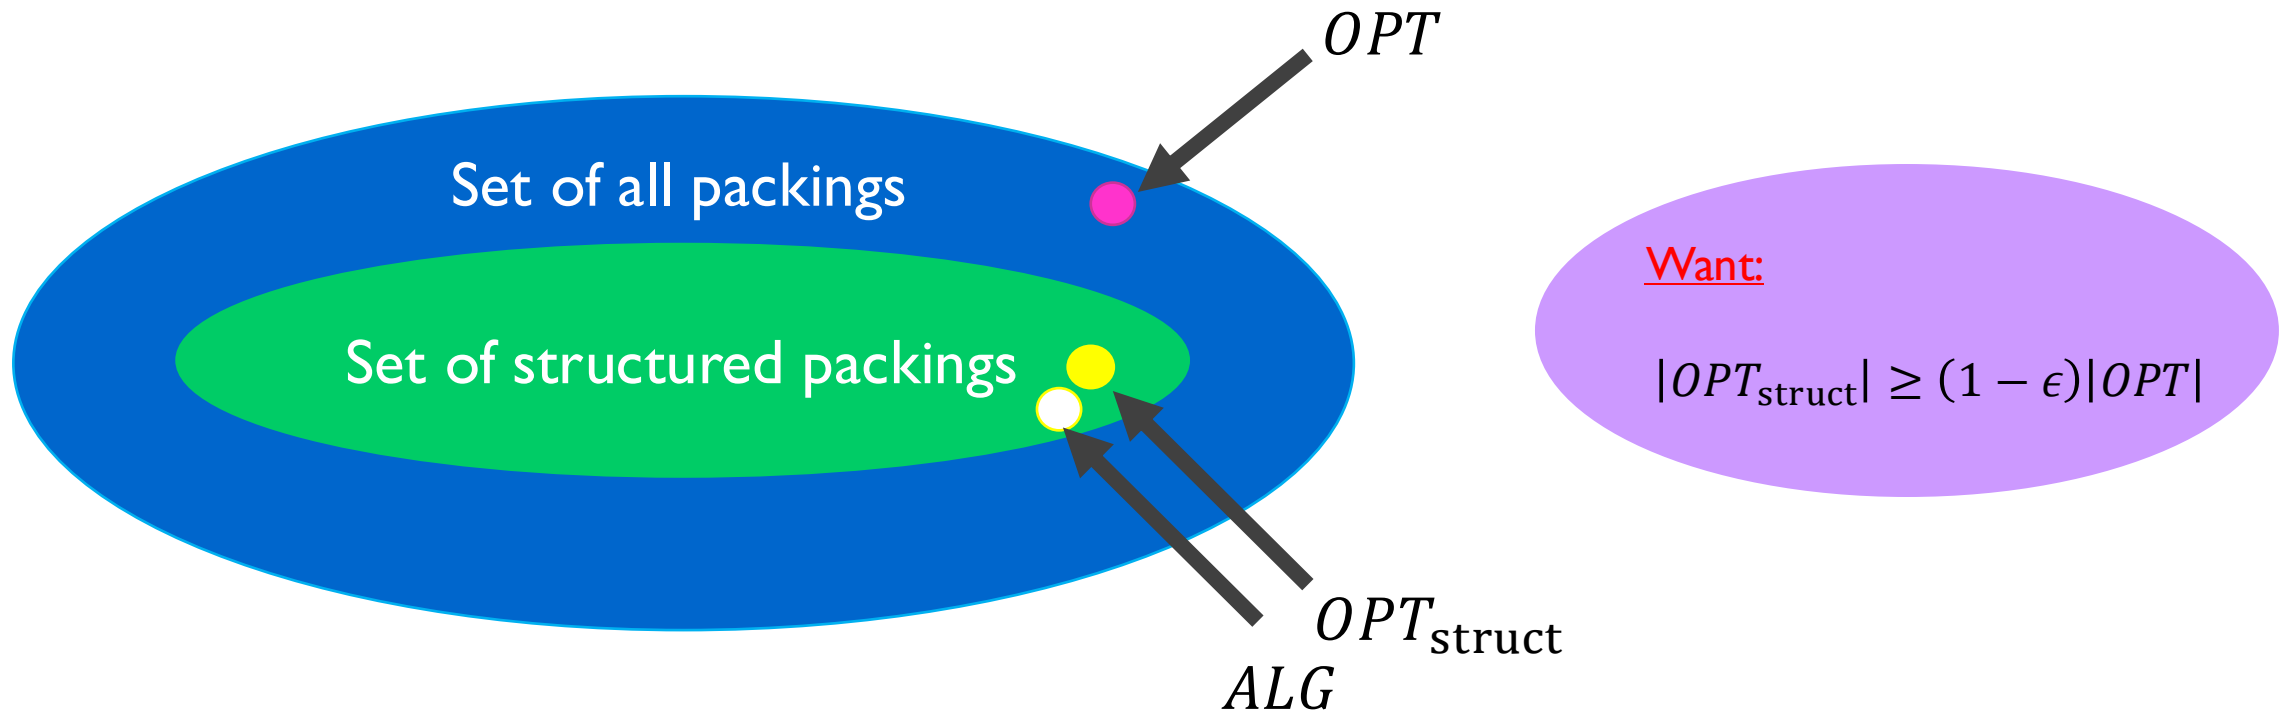 OPT
Set of all packings
Want:
Set of structured packings
|OPT_struct| ≥ (1 − ϵ)|OPT|
OPT_struct
ALG